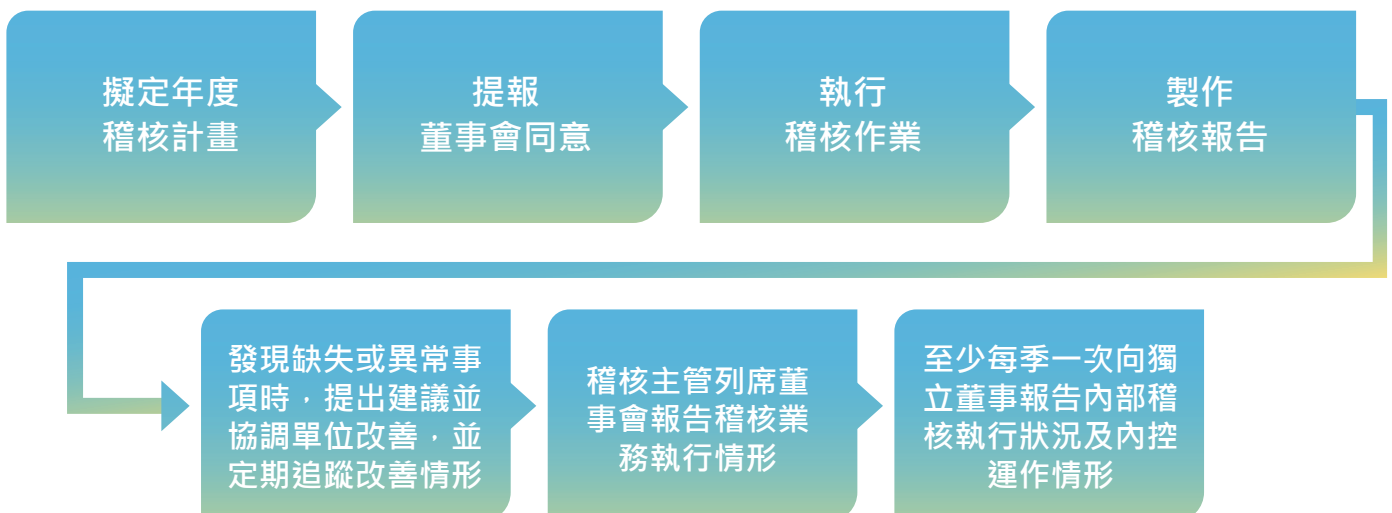 擬定年度
稽核計畫
提報
董事會同意
執行
稽核作業
製作
稽核報告
發現缺失或異常事
項時，提出建議並
協調單位改善，並
定期追蹤改善情形
稽核主管列席董
事會報告稽核業
務執行情形
至少每季一次向獨
立董事報告內部稽
核執行狀況及內控
運作情形